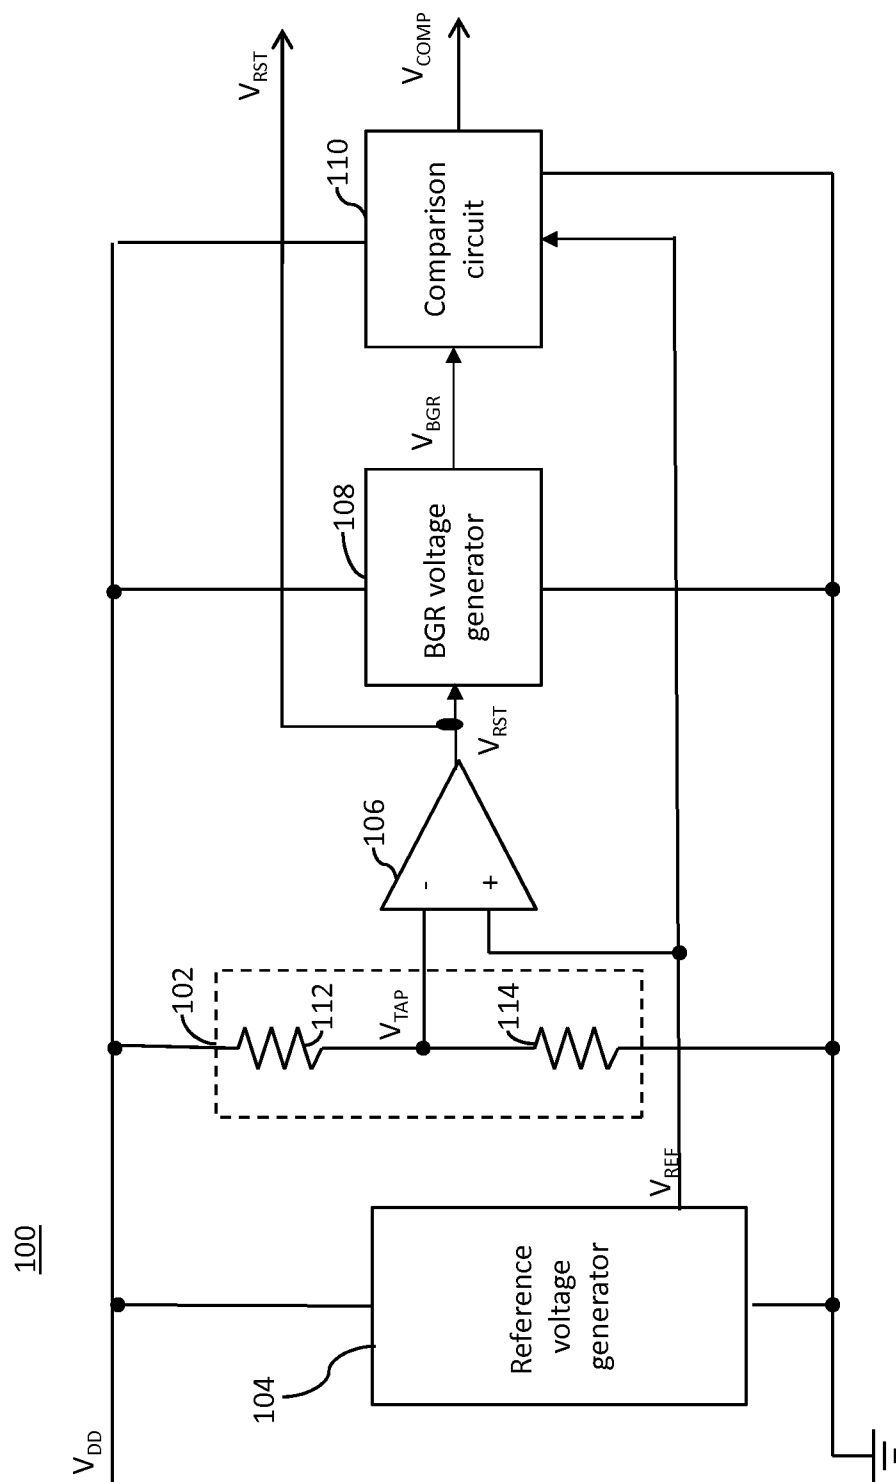 100
V_DD
104
Reference
voltage
generator
V_REF
102
112
V_TAP
114
106
-
+
V_RST
V_RST
108
BGR voltage
generator
V_BGR
110
Comparison
circuit
V_COMP